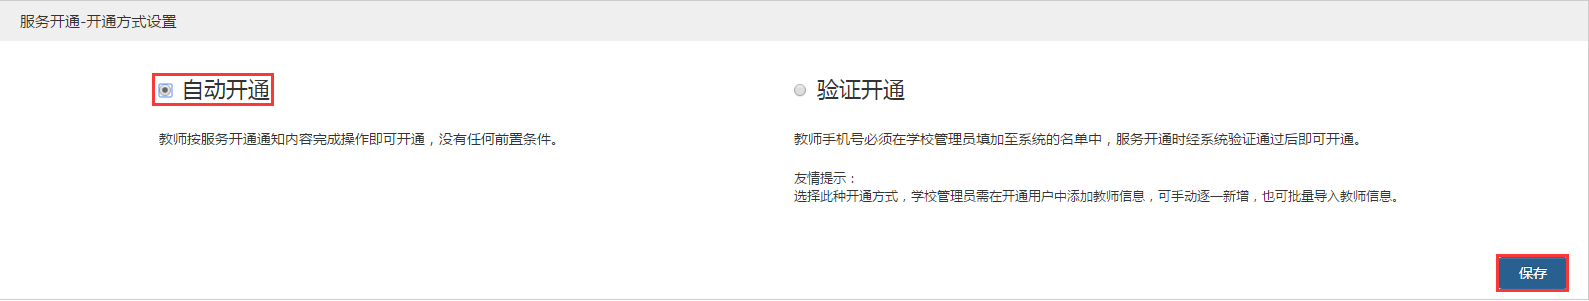 服务开通-开通方式设置
自动开通
教师按服务开通通知内容完成操作即可开通，没有任何前置条件。
验证开通
教师手机号必须在学校管理员填加至系统的名单中，服务开通时经系统验证通过后即可开通。
友情提示：
选择此种开通方式，学校管理员需在开通用户中添加教师信息，可手动逐一新增，也可批量导入教师信息。
保存